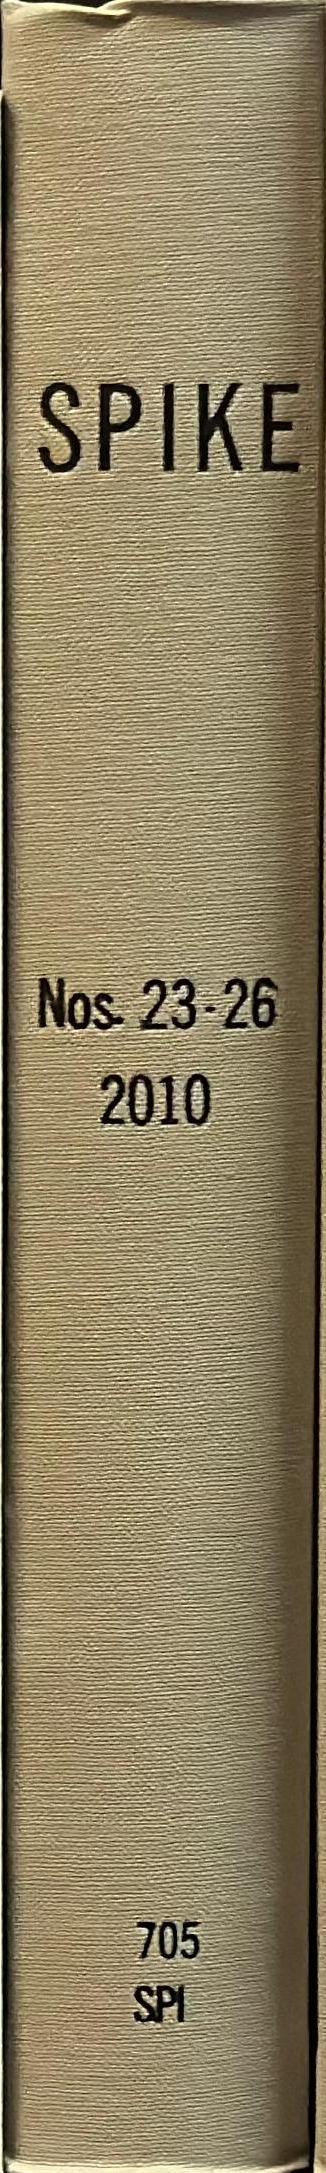 SPIKE
Nos. 23-26
2010
705
SPI